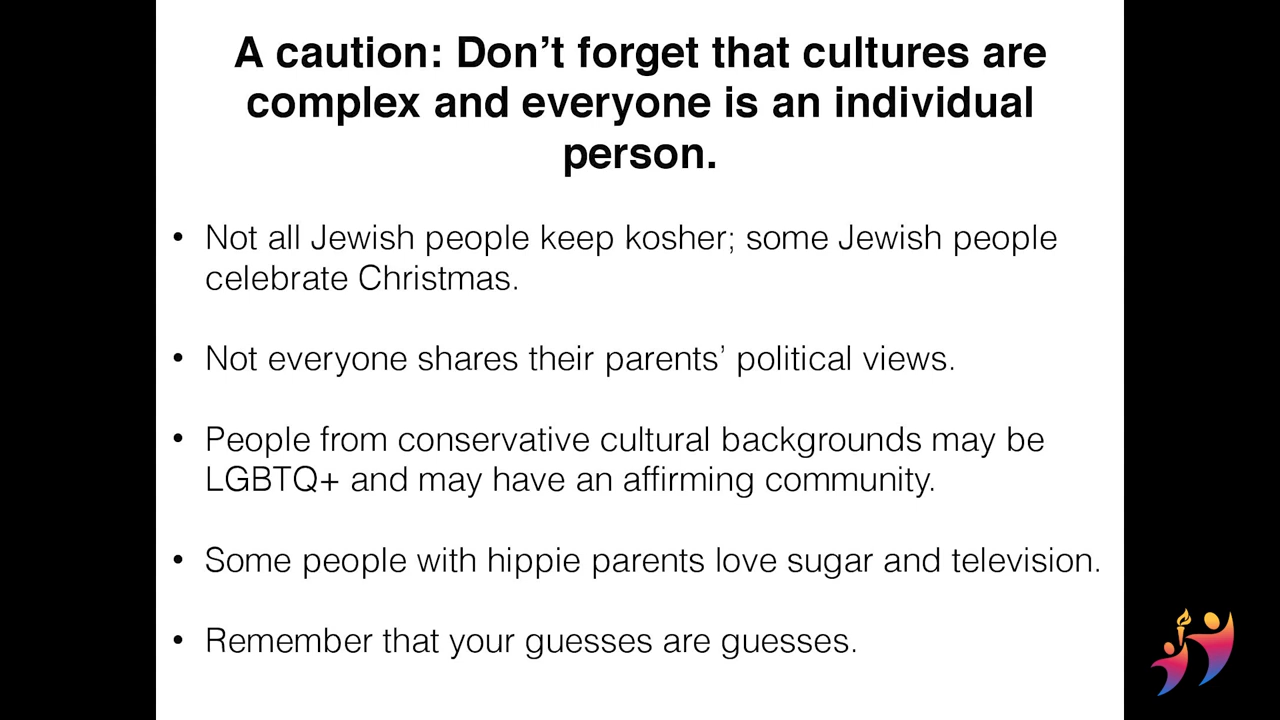 A caution: Don’t forget that cultures are
complex and everyone is an individual
person.
• Not all Jewish people keep kosher; some Jewish people
celebrate Christmas.
• Not everyone shares their parents’ political views.
• People from conservative cultural backgrounds may be
LGBTQ+ and may have an affirming community.
• Some people with hippie parents love sugar and television.
• Remember that your guesses are guesses.